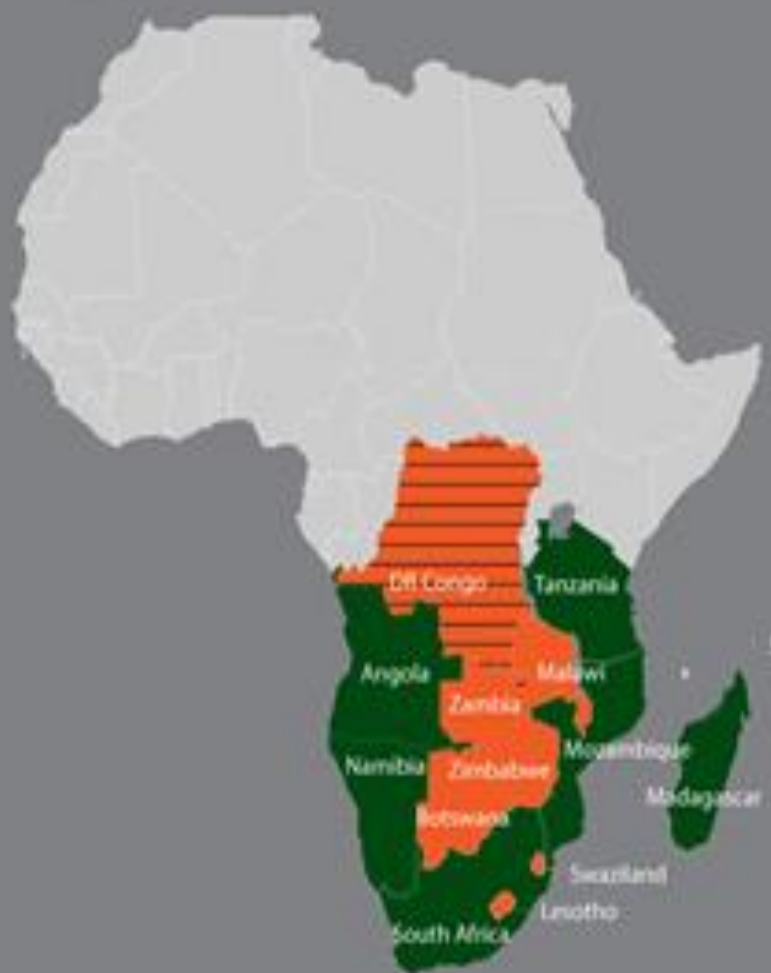 DR Congo
Tanzania
Angola
Malawi
Zambia
Mozambique
Namibia
Zimbabwe
Madagascar
Botswana
Swaziland
Lesotho
South Africa